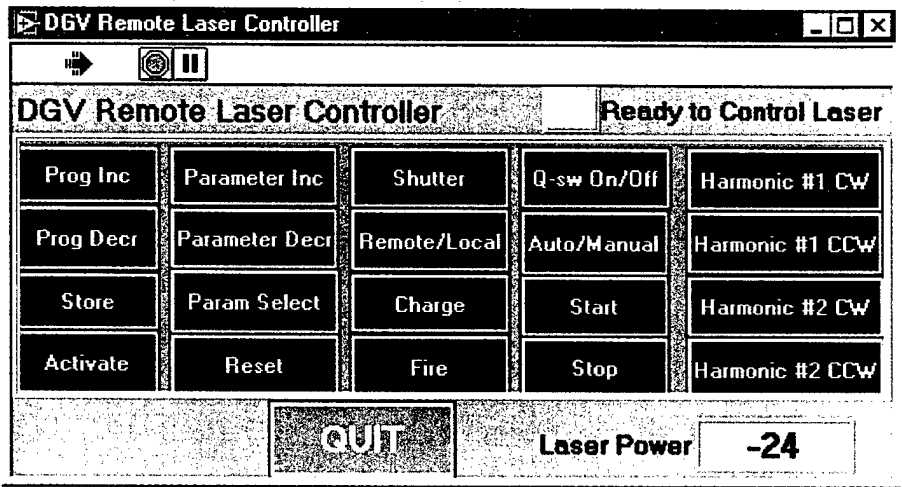 DGV Remote Laser Controller
DGV Remote Laser Controller Ready to Control Laser
Prog Inc Parameter Inc Shutter Q-sw On/Off Harmonic #1 CW
Prog Decr Parameter Decr Remote/Local Auto/Manual Harmonic #1 CCW
Store Param Select Charge Start Harmonic #2 CW
Activate Reset Fire Stop Harmonic #2 CCW
QUIT Laser Power -24